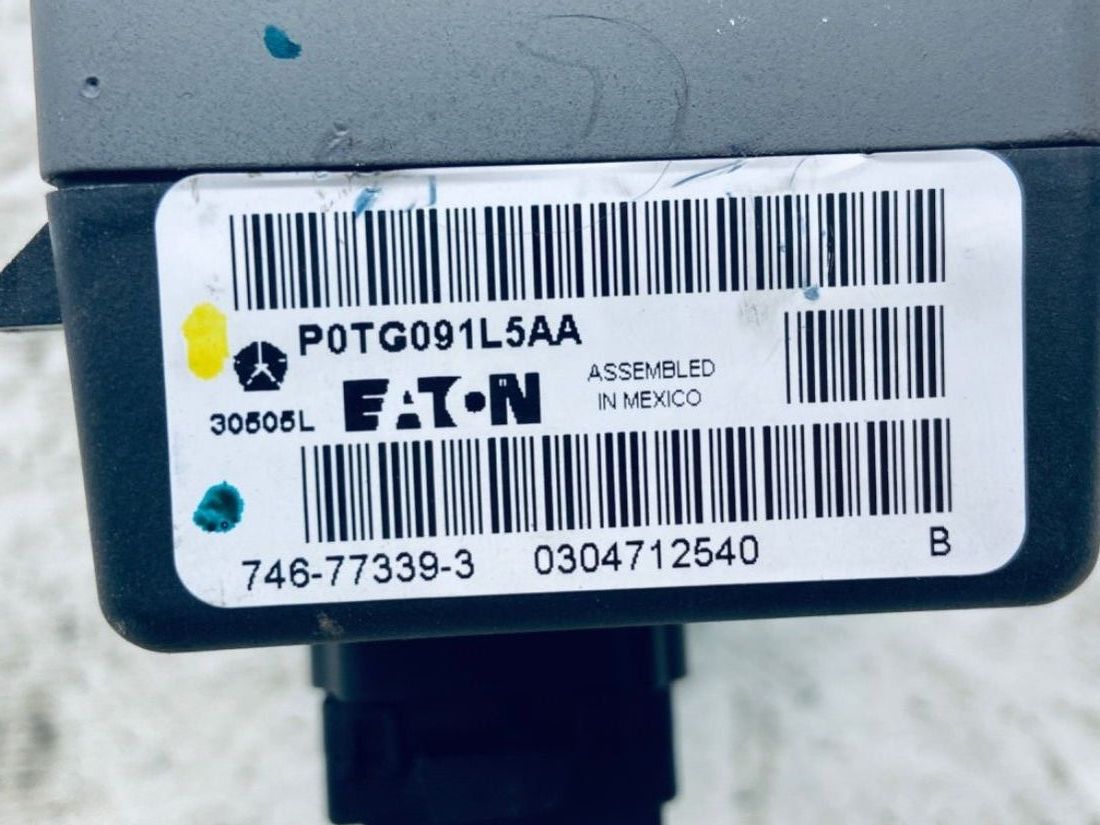 P0TG091L5AA
30505L EATON ASSEMBLED
IN MEXICO
746-77339-3 0304712540 B